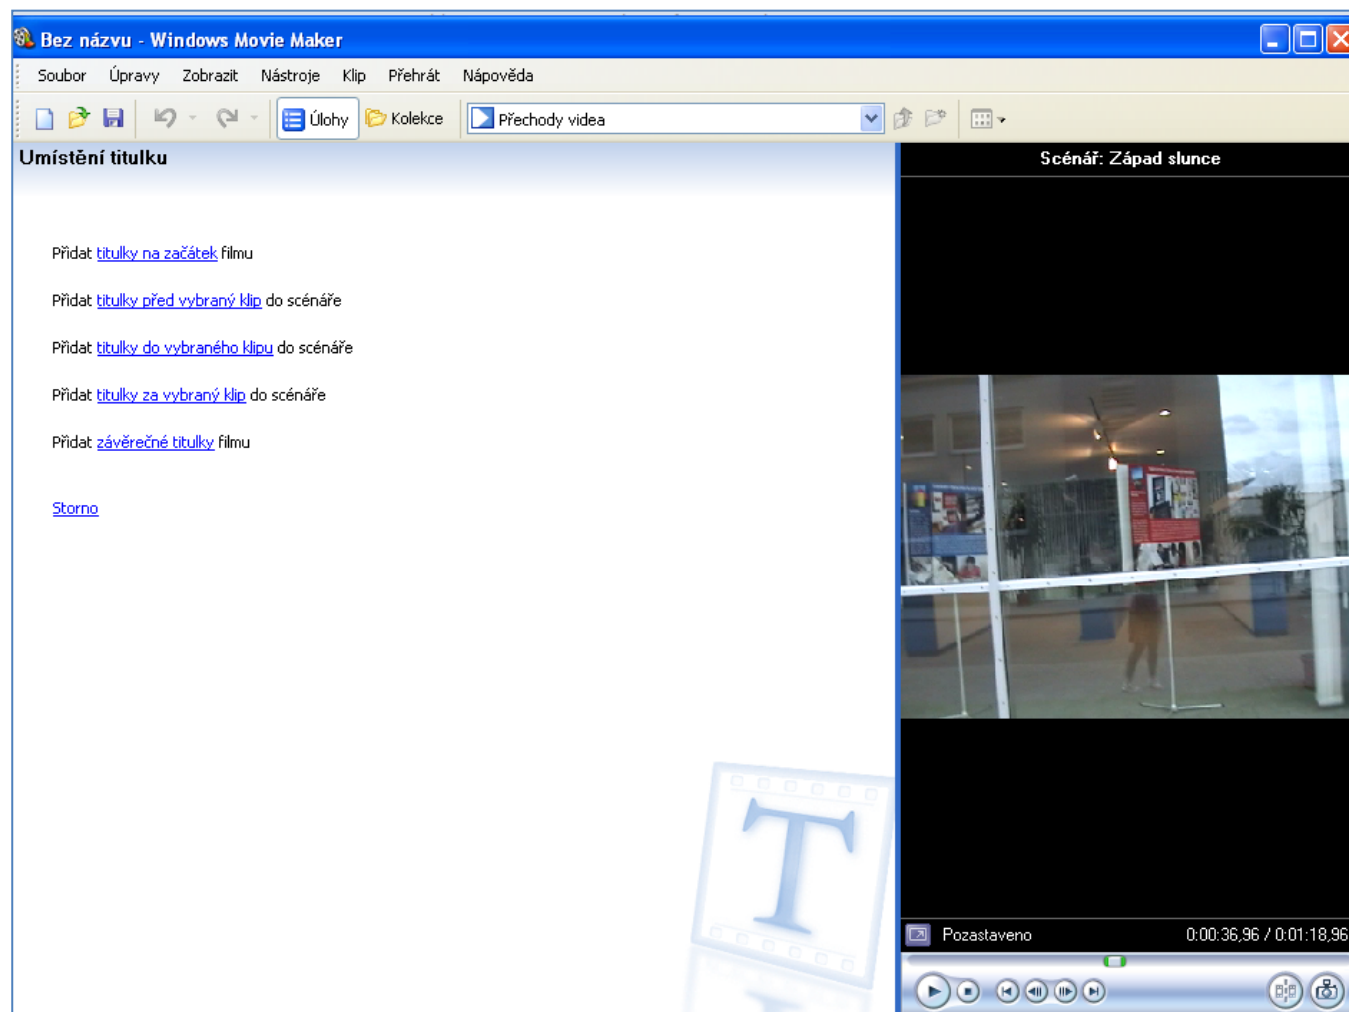 Bez názvu - Windows Movie Maker
Soubor Úpravy Zobrazit Nástroje Klip Přehrát Nápověda
Úlohy Kolekce Přechody videa
Umístění titulku
Scénář: Západ slunce
Přidat titulky na začátek filmu
Přidat titulky před vybraný klip do scénáře
Přidat titulky do vybraného klipu do scénáře
Přidat titulky za vybraný klip do scénáře
Přidat závěrečné titulky filmu
Storno
T
Pozastaveno 0:00:36,96 / 0:01:18,96